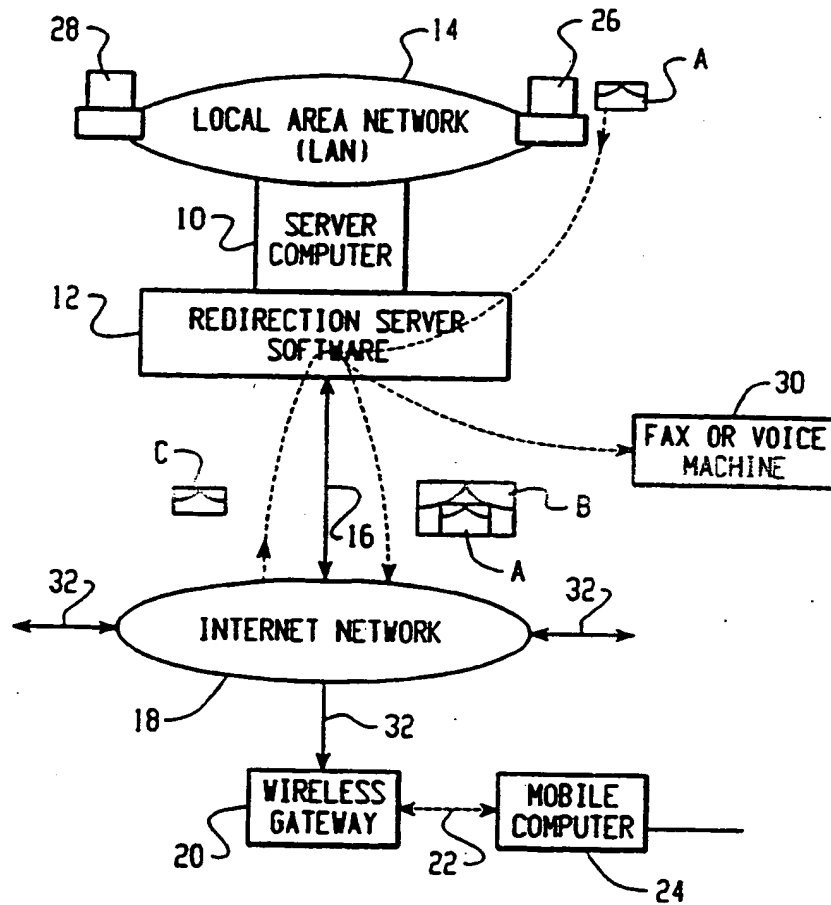 28
14
26
A
LOCAL AREA NETWORK
(LAN)
10
SERVER
COMPUTER
12
REDIRECTION SERVER
SOFTWARE
30
FAX OR VOICE
MACHINE
C
16
B
A
32
INTERNET NETWORK
32
18
32
WIRELESS
GATEWAY
MOBILE
COMPUTER
20
22
24